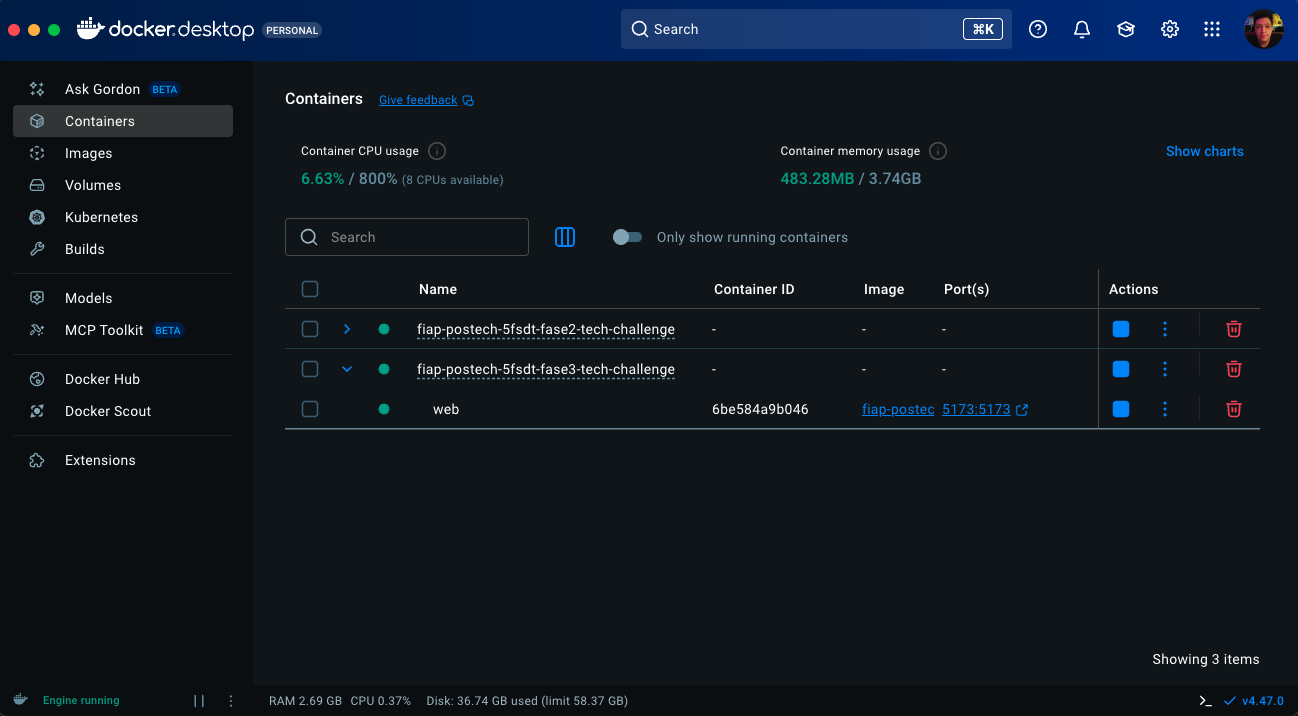 docker.desktop PERSONAL Search ⌘K
Ask Gordon BETA
Containers
Images
Volumes
Kubernetes
Builds
Models
MCP Toolkit BETA
Docker Hub
Docker Scout
Extensions
Containers Give feedback
Container CPU usage
6.63% / 800% (8 CPUs available)
Container memory usage
483.28MB / 3.74GB
Show charts
Search Only show running containers
Name Container ID Image Port(s) Actions
fiap-postech-5fsdt-fase2-tech-challenge - - -
fiap-postech-5fsdt-fase3-tech-challenge - - -
web 6be584a9b046 fiap-postec 5173:5173
Showing 3 items
Engine running RAM 2.69 GB CPU 0.37% Disk: 36.74 GB used (limit 58.37 GB) v4.47.0